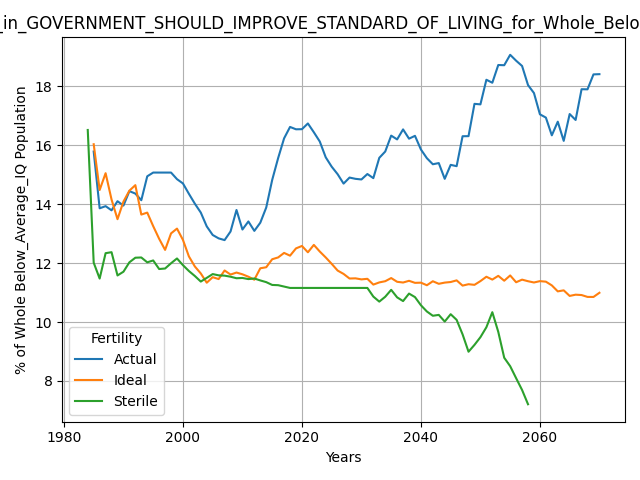 _in_GOVERNMENT_SHOULD_IMPROVE_STANDARD_OF_LIVING_for_Whole_Belo
% of Whole Below_Average_IQ Population
18
16
14
12
10
8
Fertility
Actual
Ideal
Sterile
1980 2000 2020 2040 2060
Years